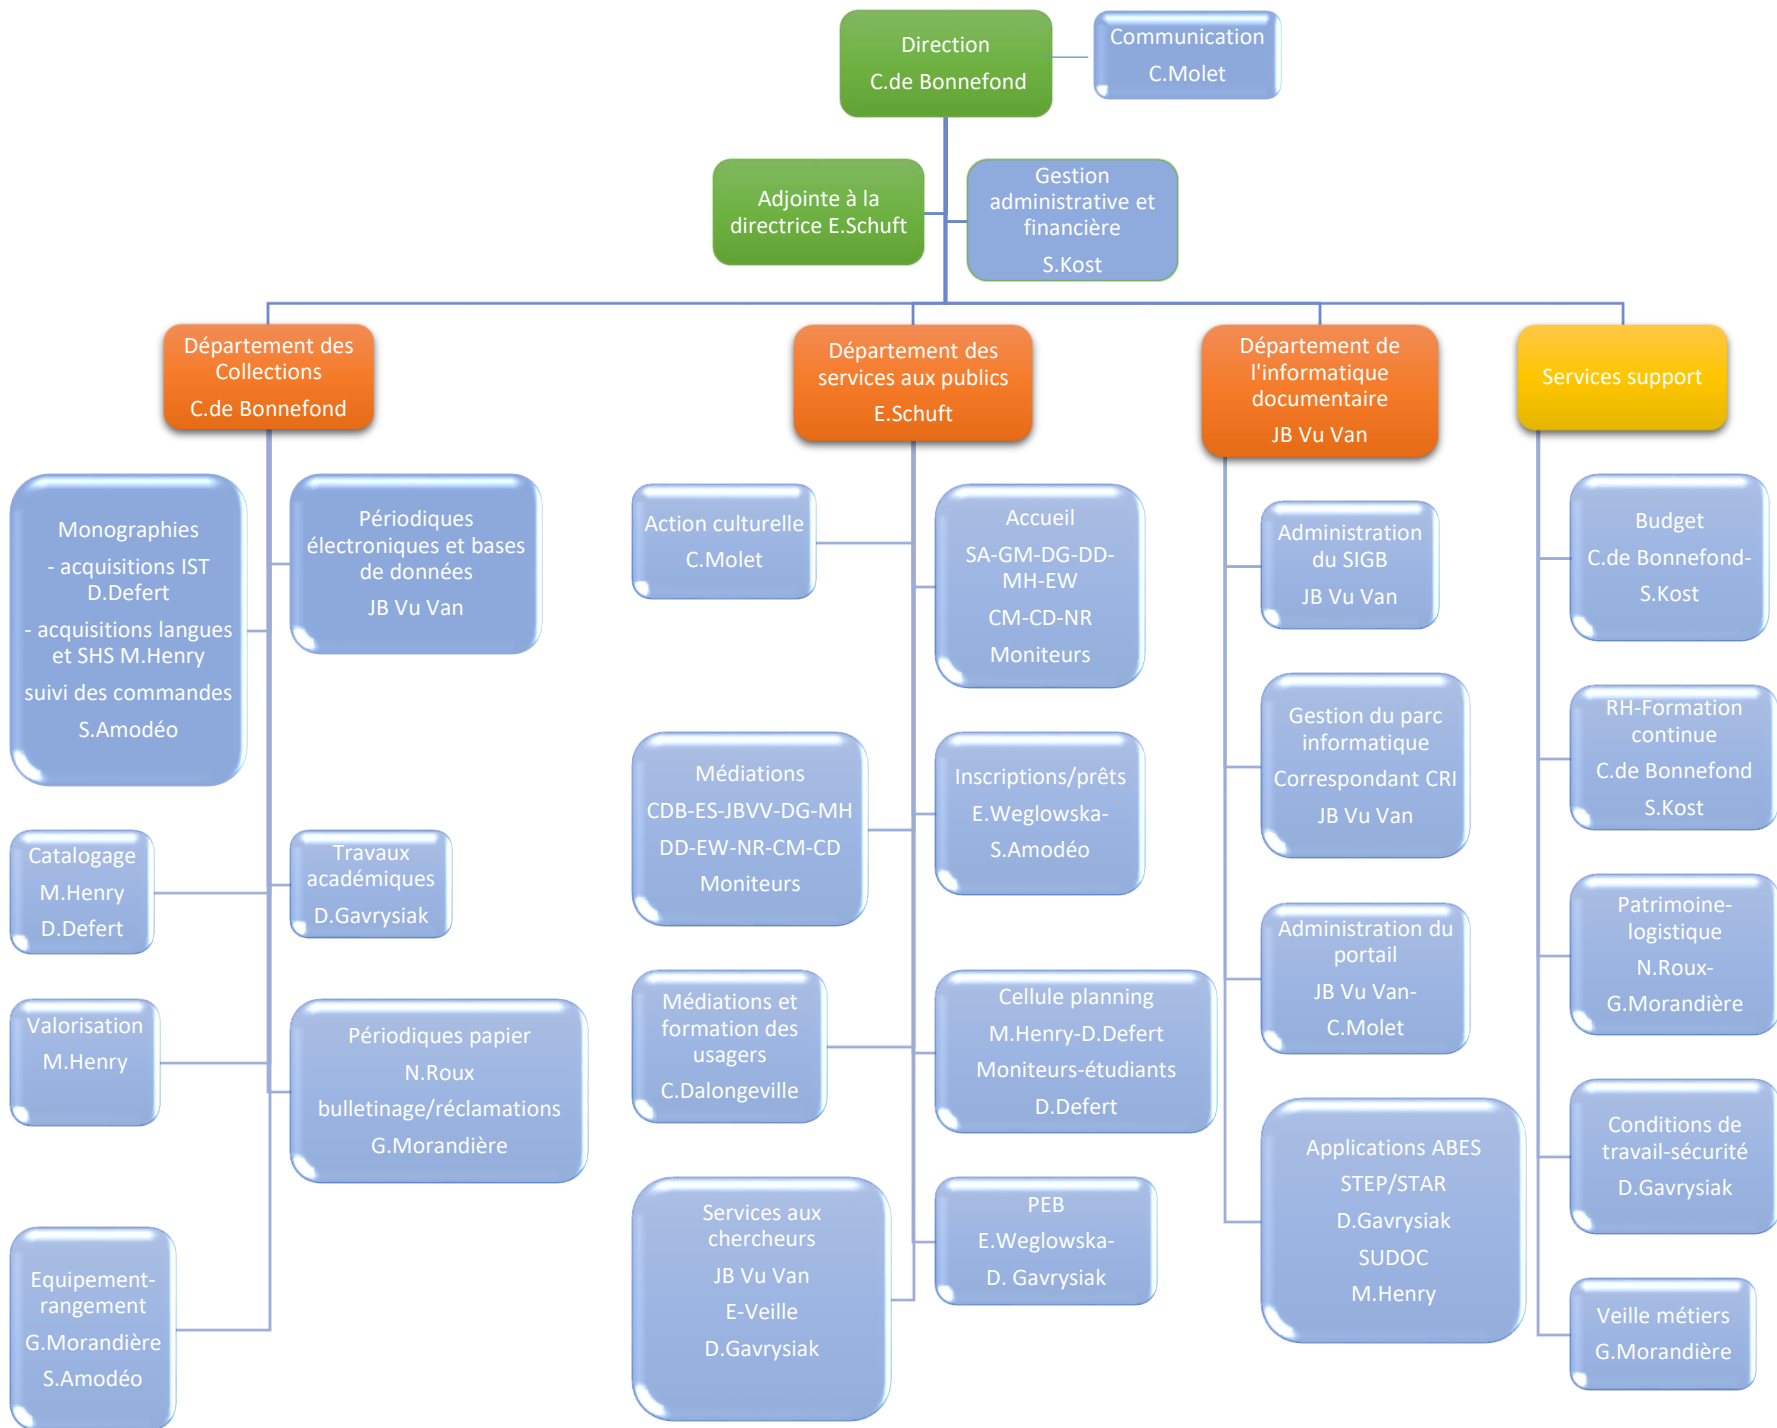 Direction
C.de Bonnefond
Communication
C.Molet
Adjointe à la
directrice E.Schuft
Gestion
administrative et
financière
S.Kost
Département des
Collections
C.de Bonnefond
Département des
services aux publics
E.Schuft
Département de
l'informatique
documentaire
JB Vu Van
Services support
Monographies
- acquisitions IST
D.Defert
- acquisitions langues
et SHS M.Henry
suivi des commandes
S.Amodéo
Périodiques
électroniques et bases
de données
JB Vu Van
Catalogage
M.Henry
D.Defert
Travaux
académiques
D.Gavrysiak
Valorisation
M.Henry
Périodiques papier
N.Roux
bulletinage/réclamations
G.Morandière
Equipement-
rangement
G.Morandière
S.Amodéo
Action culturelle
C.Molet
Accueil
SA-GM-DG-DD-
MH-EW
CM-CD-NR
Moniteurs
Médiations
CDB-ES-JBVV-DG-MH
DD-EW-NR-CM-CD
Moniteurs
Inscriptions/prêts
E.Weglowska-
S.Amodéo
Médiations et
formation des
usagers
C.Dalongeville
Cellule planning
M.Henry-D.Defert
Moniteurs-étudiants
D.Defert
Services aux
chercheurs
JB Vu Van
E-Veille
D.Gavrysiak
PEB
E.Weglowska-
D. Gavrysiak
Administration
du SIGB
JB Vu Van
Gestion du parc
informatique
Correspondant CRI
JB Vu Van
Administration du
portail
JB Vu Van-
C.Molet
Applications ABES
STEP/STAR
D.Gavrysiak
SUDOC
M.Henry
Budget
C.de Bonnefond-
S.Kost
RH-Formation
continue
C.de Bonnefond
S.Kost
Patrimoine-
logistique
N.Roux-
G.Morandière
Conditions de
travail-sécurité
D.Gavrysiak
Veille métiers
G.Morandière